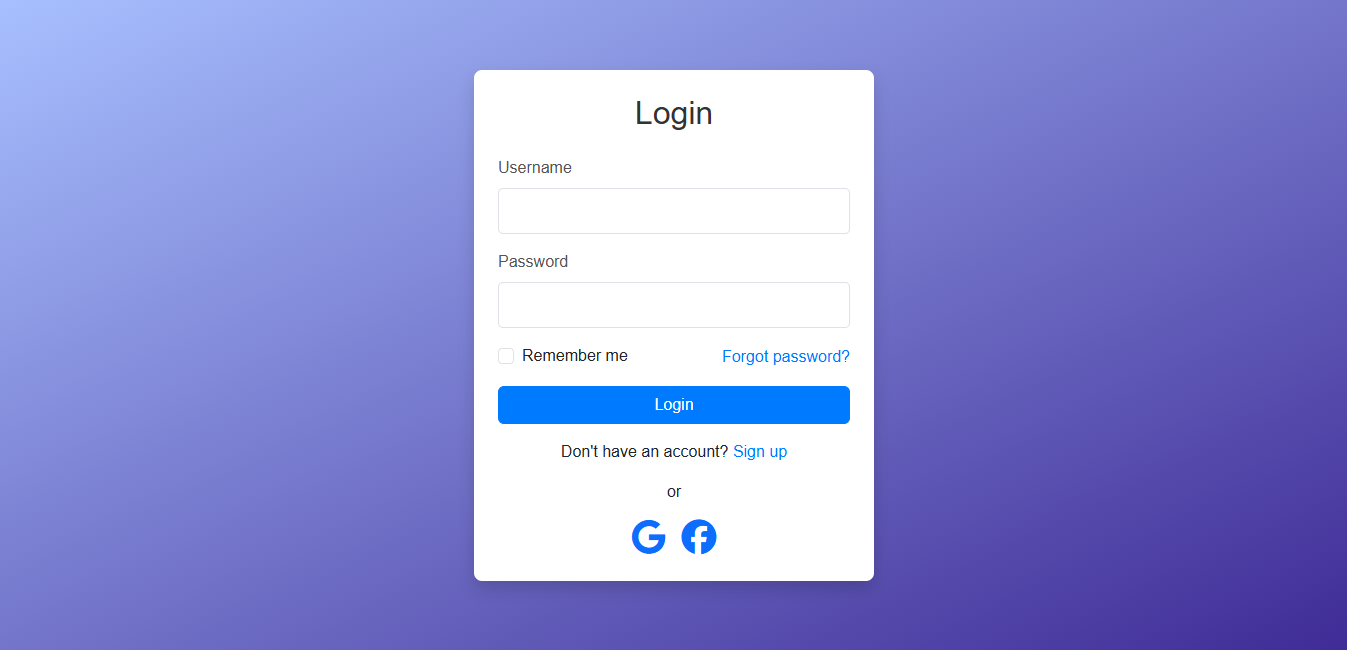 Login
Username
Password
Remember me Forgot password?
Login
Don't have an account? Sign up
or